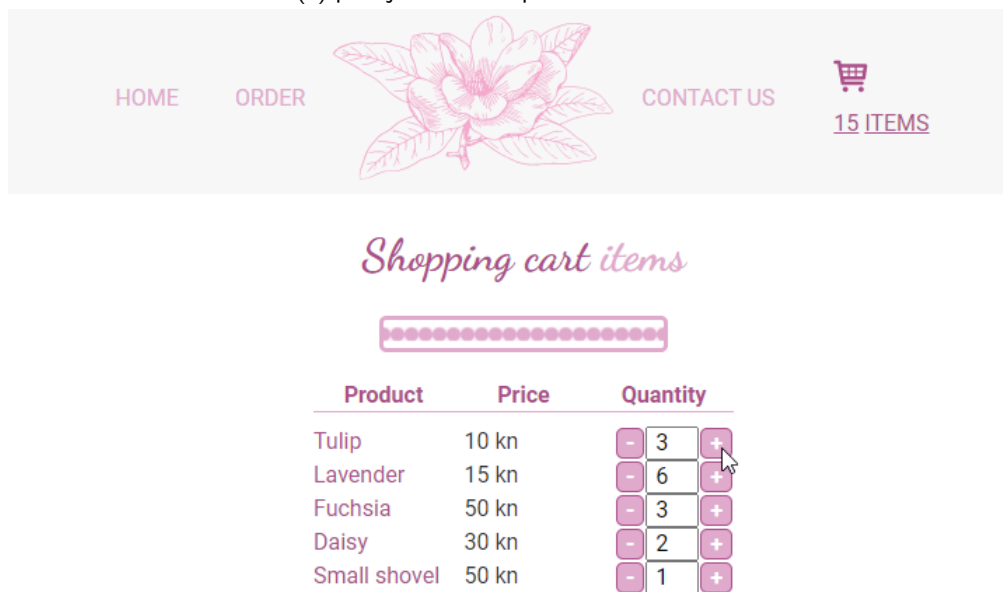 HOME ORDER CONTACT US 15 ITEMS
Shopping cart items
Product Price Quantity
Tulip 10 kn - 3 +
Lavender 15 kn - 6 +
Fuchsia 50 kn - 3 +
Daisy 30 kn - 2 +
Small shovel 50 kn - 1 +